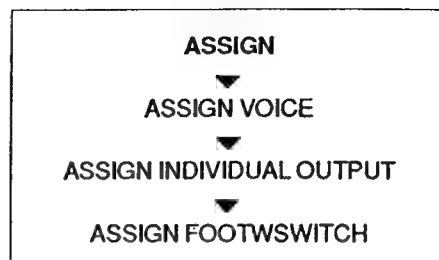 ASSIGN
ASSIGN VOICE
ASSIGN INDIVIDUAL OUTPUT
ASSIGN FOOTWSWITCH